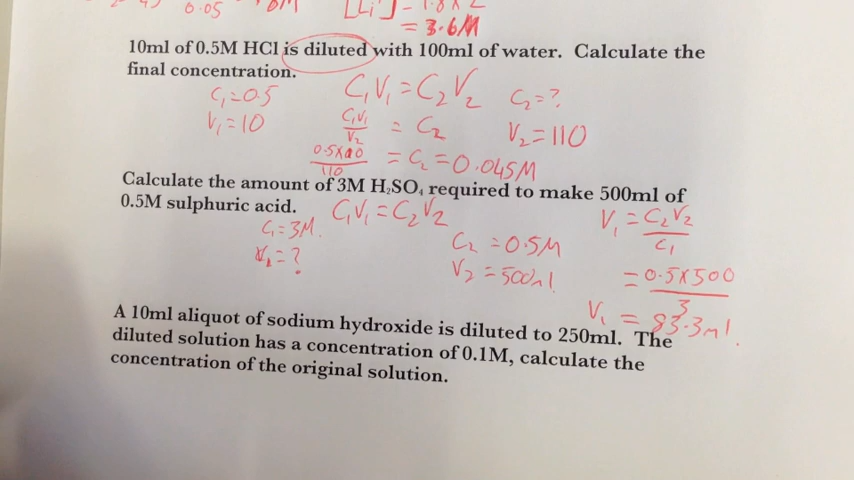 0.05
[Li
= 3.6M
10ml of 0.5M HCl is diluted with 100ml of water. Calculate the
final concentration.
C₁V₁ = C₂V₂
C₁=0.5
C₂=?
V₁=10
C₁V₁/V₂ = C₂
V₂=110
0.5×10/110 = C₂ = 0.045M
Calculate the amount of 3M H₂SO₄ required to make 500ml of
0.5M sulphuric acid.
C₁V₁=C₂V₂
V₁ = C₂V₂/C₁
C₁=3M.
C₂ = 0.5M
V₁=?
V₂ = 500ml
= 0.5×500/3
V₁ = 83.3ml.
A 10ml aliquot of sodium hydroxide is diluted to 250ml. The
diluted solution has a concentration of 0.1M, calculate the
concentration of the original solution.